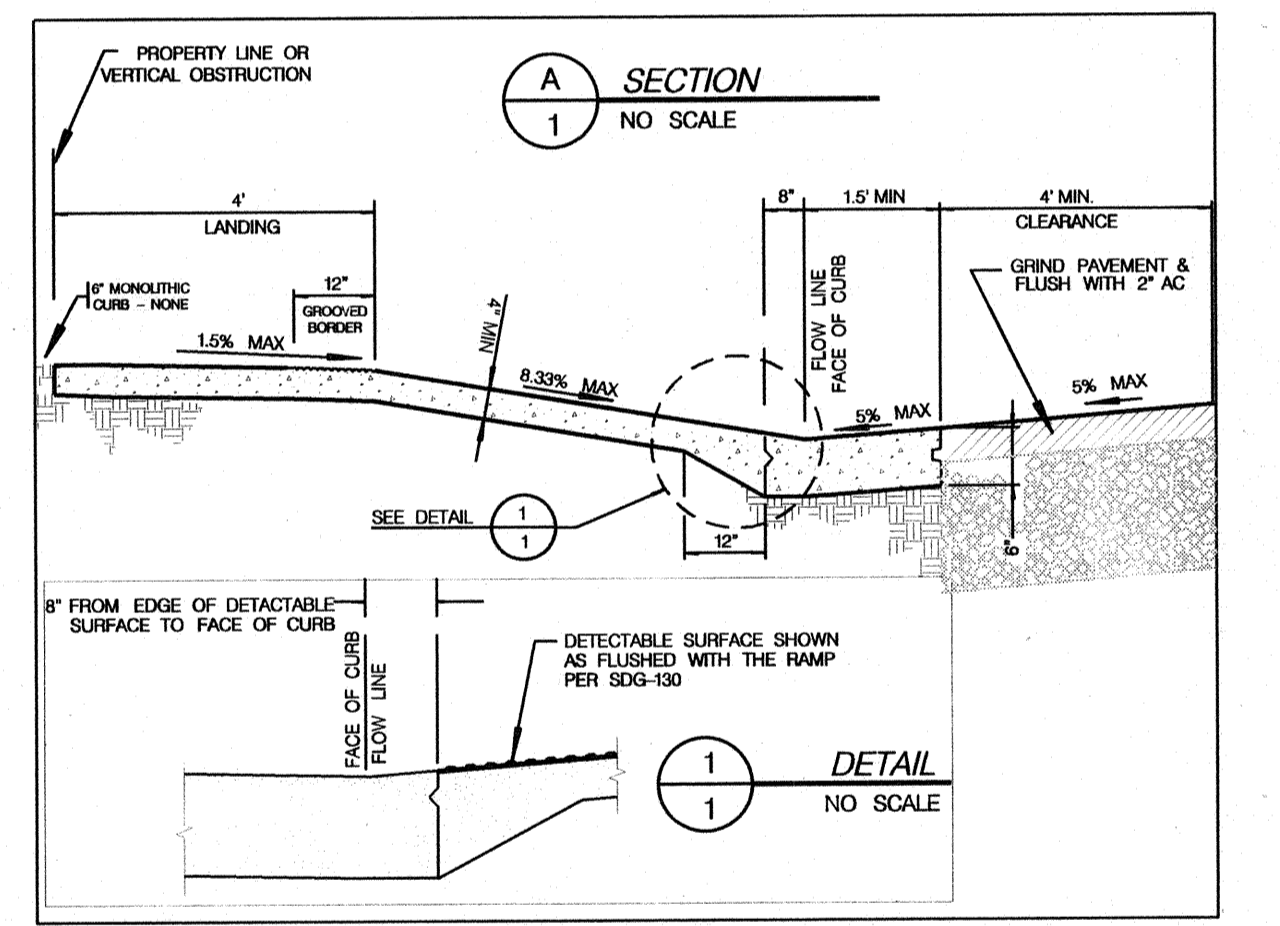 PROPERTY LINE OR
VERTICAL OBSTRUCTION
A
1
SECTION
NO SCALE
4'
LANDING
8"
1.5' MIN
4' MIN.
CLEARANCE
6" MONOLITHIC
CURB - NONE
12"
GROOVED
BORDER
1.5% MAX
4" MIN
8.33% MAX
FLOW LINE
FACE OF CURB
GRIND PAVEMENT &
FLUSH WITH 2" AC
5% MAX
5% MAX
SEE DETAIL
1
1
12"
6"
8" FROM EDGE OF DETACTABLE
SURFACE TO FACE OF CURB
FACE OF CURB
FLOW LINE
DETECTABLE SURFACE SHOWN
AS FLUSHED WITH THE RAMP
PER SDG-130
1
1
DETAIL
NO SCALE